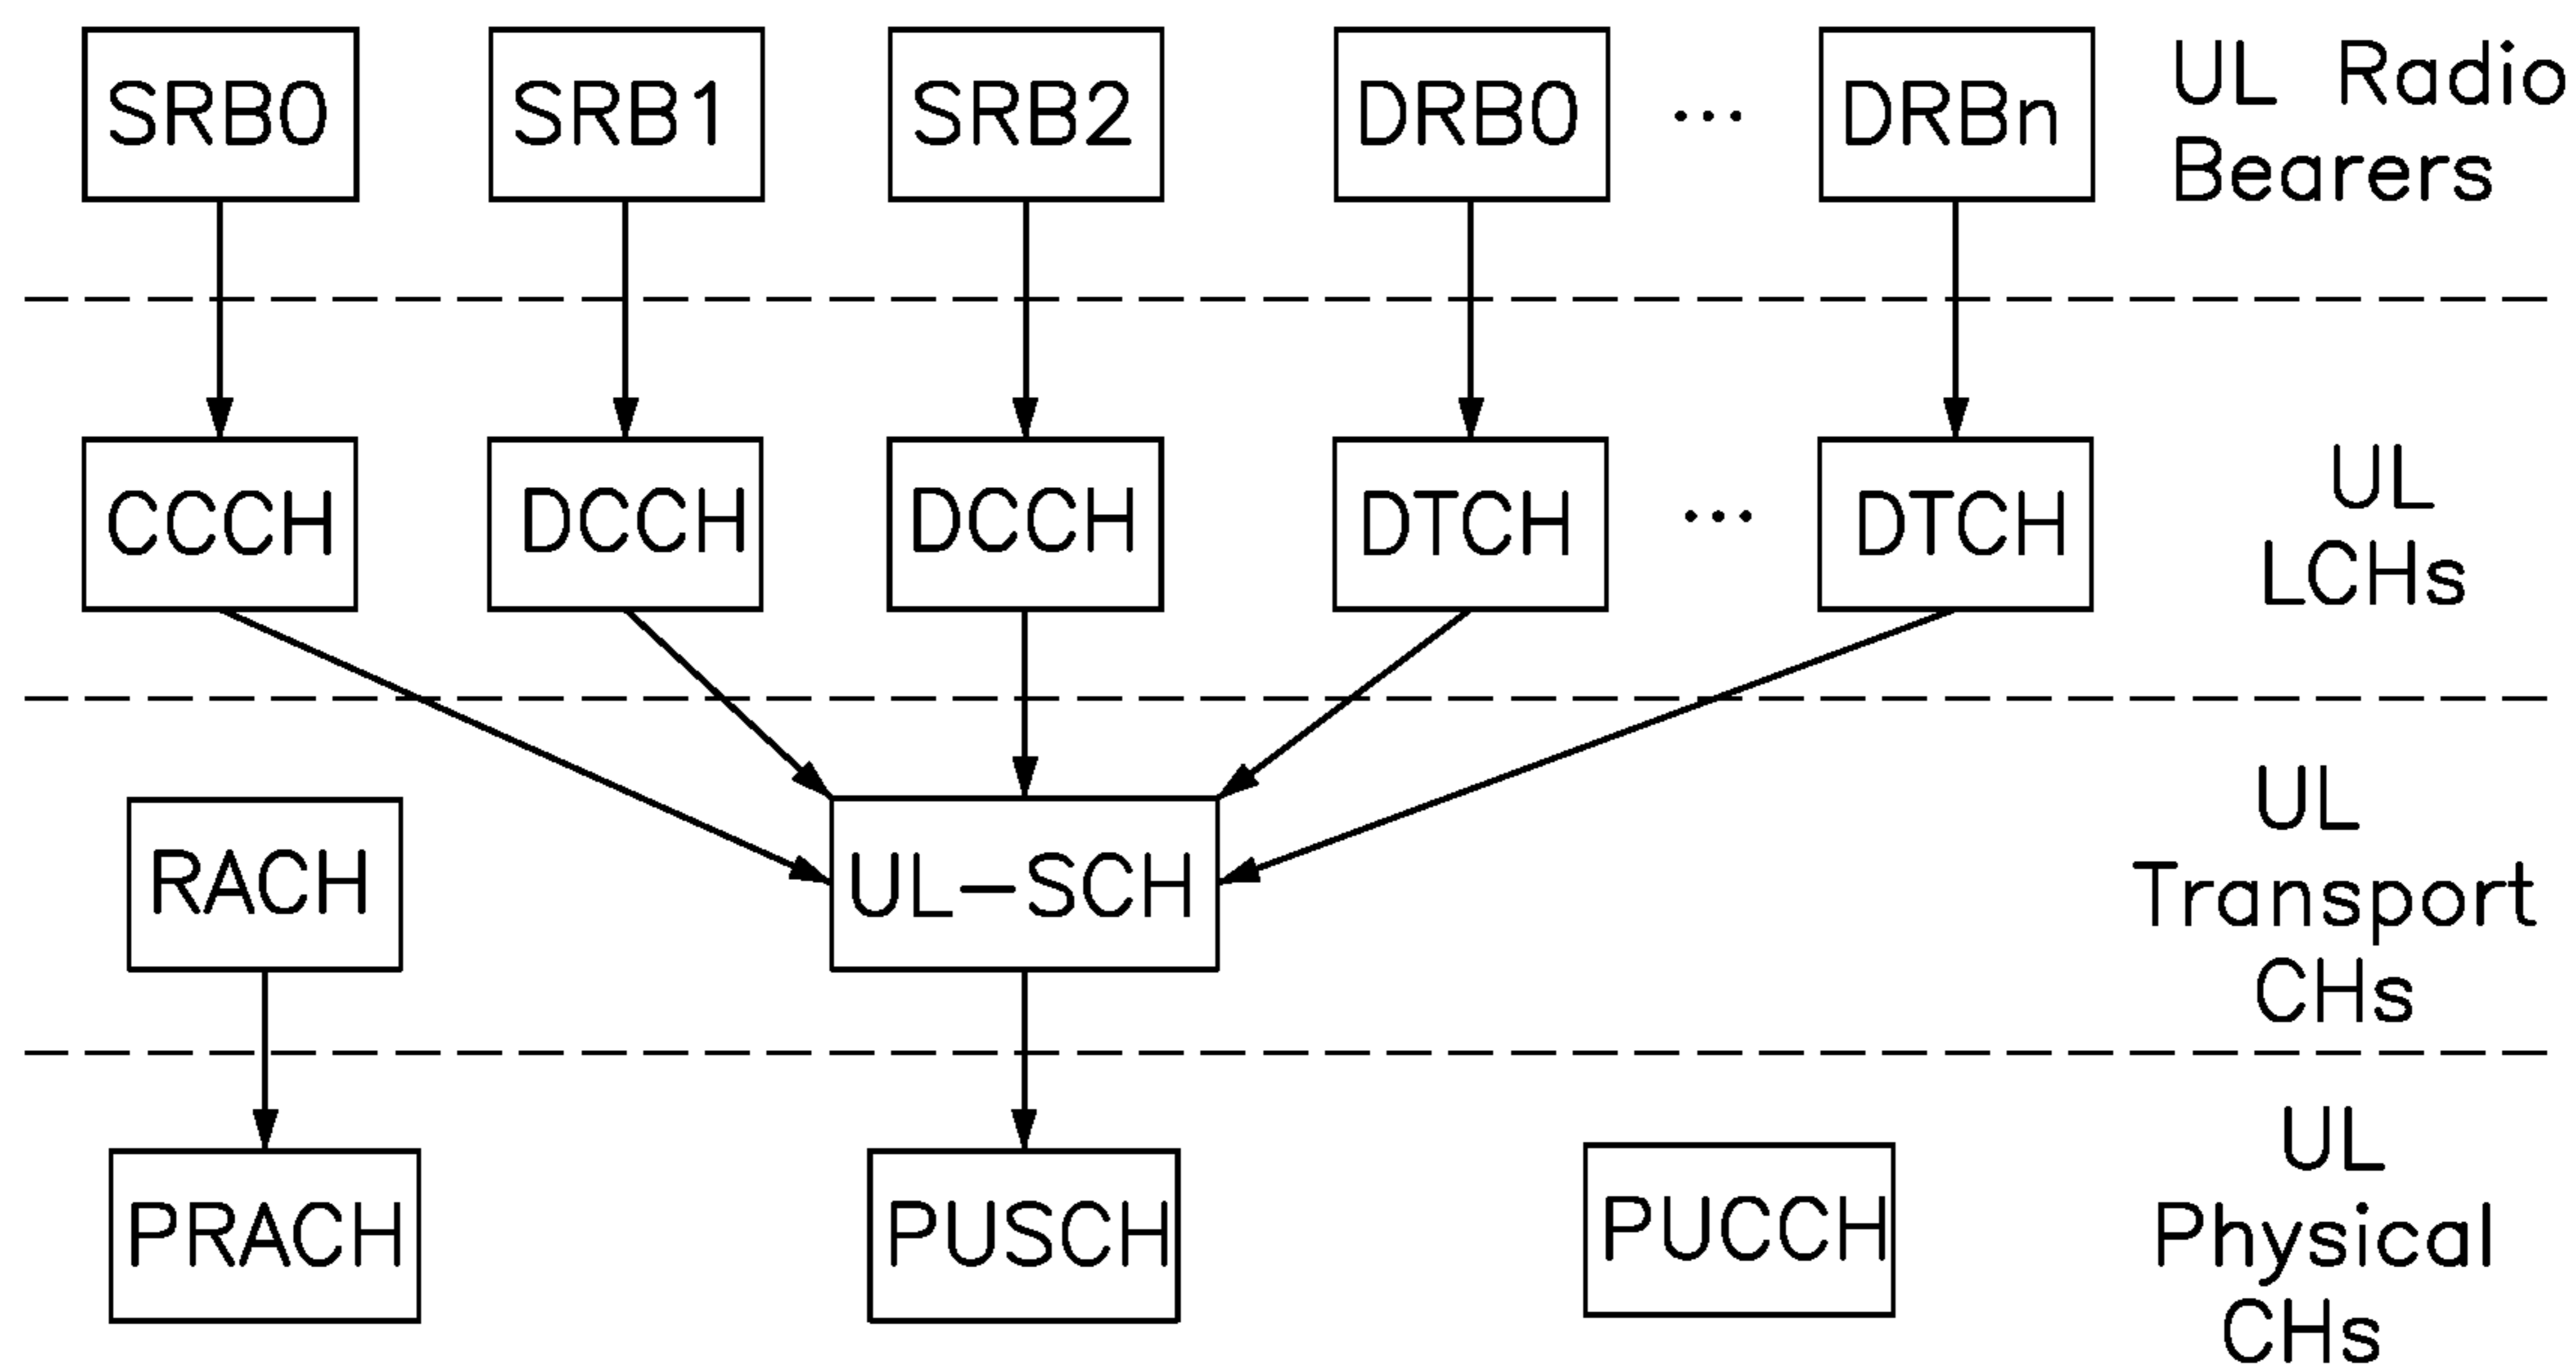 SRB0 SRB1 SRB2 DRB0 ... DRBn UL Radio
Bearers
CCCH DCCH DCCH DTCH ... DTCH UL
LCHs
RACH UL-SCH UL
Transport
CHs
PRACH PUSCH PUCCH UL
Physical
CHs